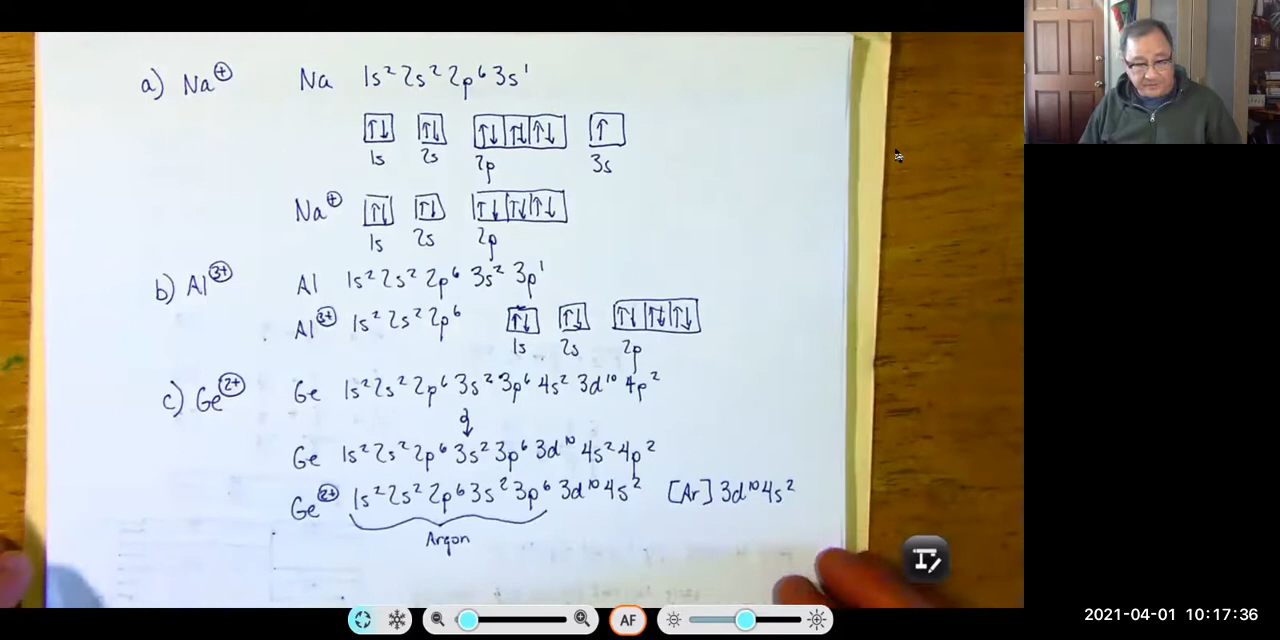 a) Na⊕ Na 1s² 2s² 2p⁶ 3s¹
↑↓ ↑↓ ↑↓ ↑↓ ↑↓ ↑
1s 2s 2p 3s
Na⊕ ↑↓ ↑↓ ↑↓ ↑↓ ↑↓
1s 2s 2p
b) Al³⁺ Al 1s² 2s² 2p⁶ 3s² 3p¹
Al³⁺ 1s² 2s² 2p⁶ ↑↓ ↑↓ ↑↓ ↑↓ ↑↓
1s 2s 2p
c) Ge²⁺ Ge 1s² 2s² 2p⁶ 3s² 3p⁶ 4s² 3d¹⁰ 4p²
Ge 1s² 2s² 2p⁶ 3s² 3p⁶ 3d¹⁰ 4s² 4p²
Ge²⁺ 1s² 2s² 2p⁶ 3s² 3p⁶ 3d¹⁰ 4s² [Ar] 3d¹⁰ 4s²
Argon
AF
2021-04-01 10:17:36